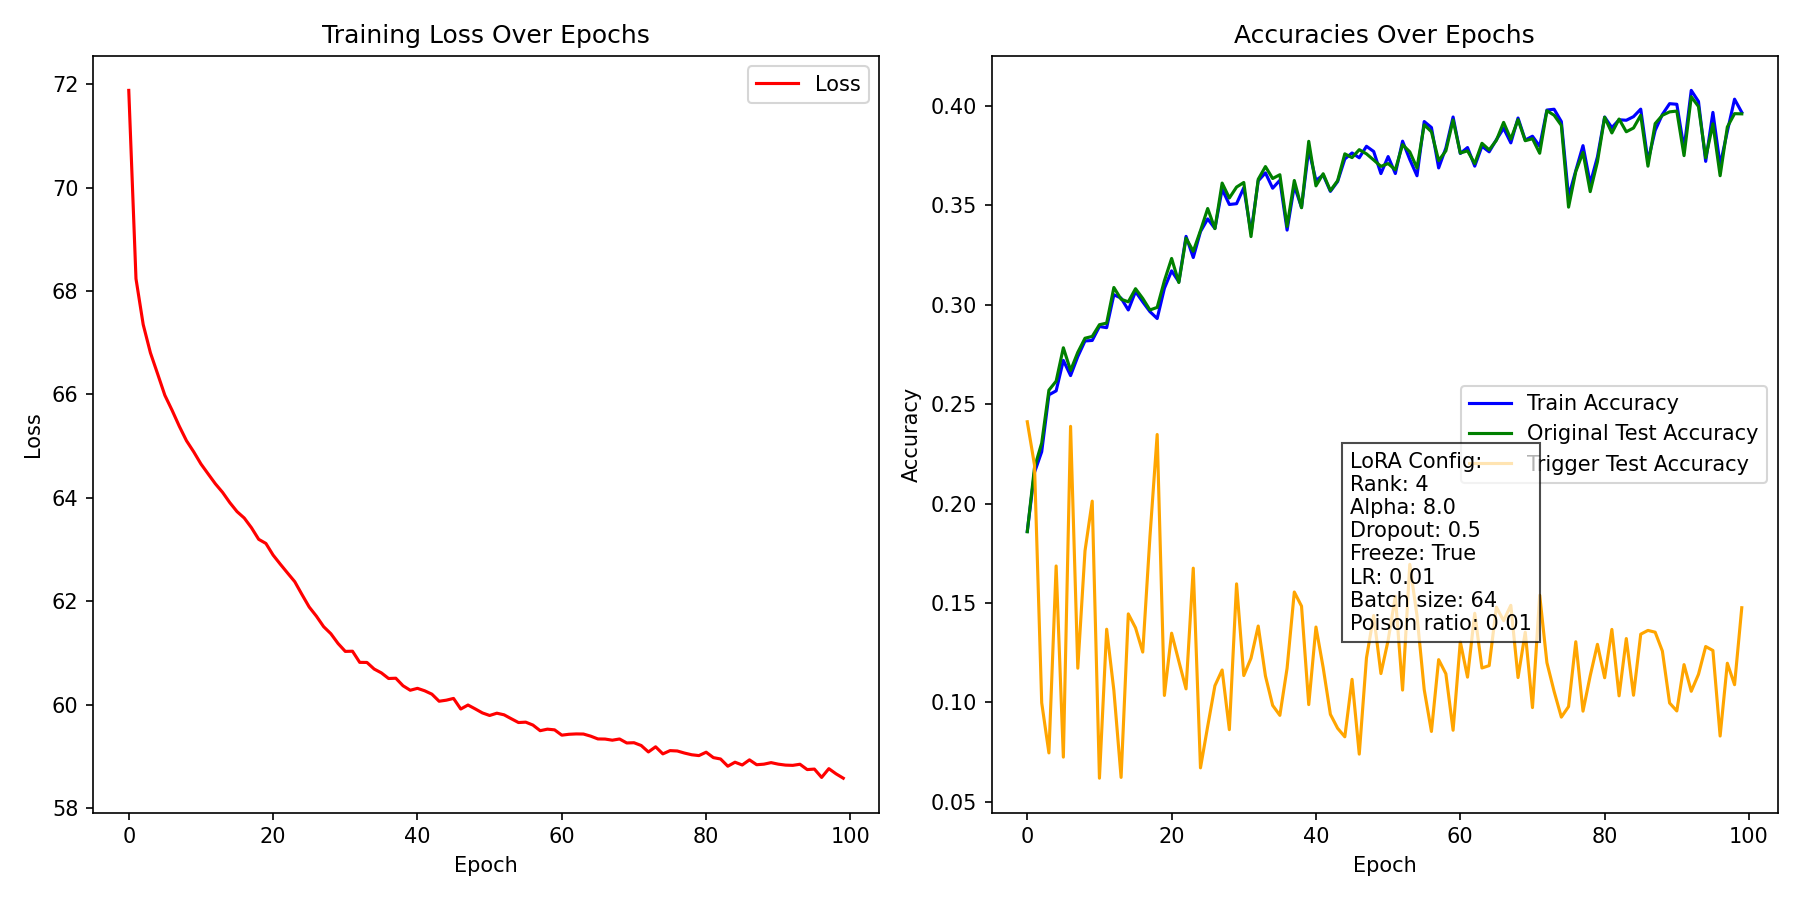 Training Loss Over Epochs
Loss
72
70
68
66
64
62
60
58
Loss
0
20
40
60
80
100
Epoch
Accuracies Over Epochs
0.40
0.35
0.30
0.25
0.20
0.15
0.10
0.05
Accuracy
Train Accuracy
Original Test Accuracy
Trigger Test Accuracy
LoRA Config:
Rank: 4
Alpha: 8.0
Dropout: 0.5
Freeze: True
LR: 0.01
Batch size: 64
Poison ratio: 0.01
0
20
40
60
80
100
Epoch